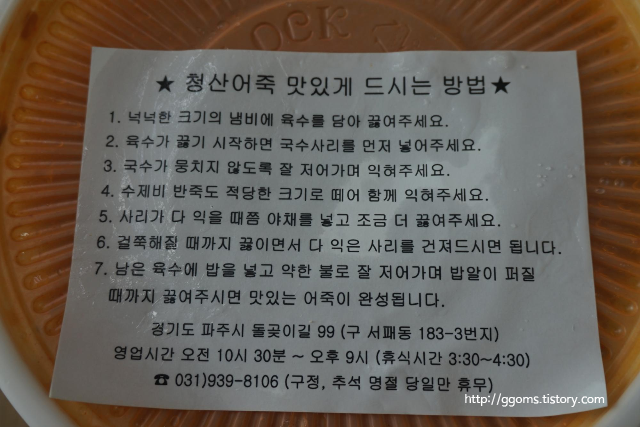 OCK
★ 청산어죽 맛있게 드시는 방법★
1. 넉넉한 크기의 냄비에 육수를 담아 끓여주세요.
2. 육수가 끓기 시작하면 국수사리를 먼저 넣어주세요.
3. 국수가 뭉치지 않도록 잘 저어가며 익혀주세요.
4. 수제비 반죽도 적당한 크기로 떼어 함께 익혀주세요.
5. 사리가 다 익을 때쯤 야채를 넣고 조금 더 끓여주세요.
6. 걸쭉해질 때까지 끓이면서 다 익은 사리를 건져드시면 됩니다.
7. 남은 육수에 밥을 넣고 약한 불로 잘 저어가며 밥알이 퍼질
때까지 끓여주시면 맛있는 어죽이 완성됩니다.
경기도 파주시 돌곶이길 99 (구 서패동 183-3번지)
영업시간 오전 10시 30분 ~ 오후 9시 (휴식시간 3:30~4:30)
☎ 031)939-8106 (구정, 추석 명절 당일만 휴무)
http://ggoms.tistory.com